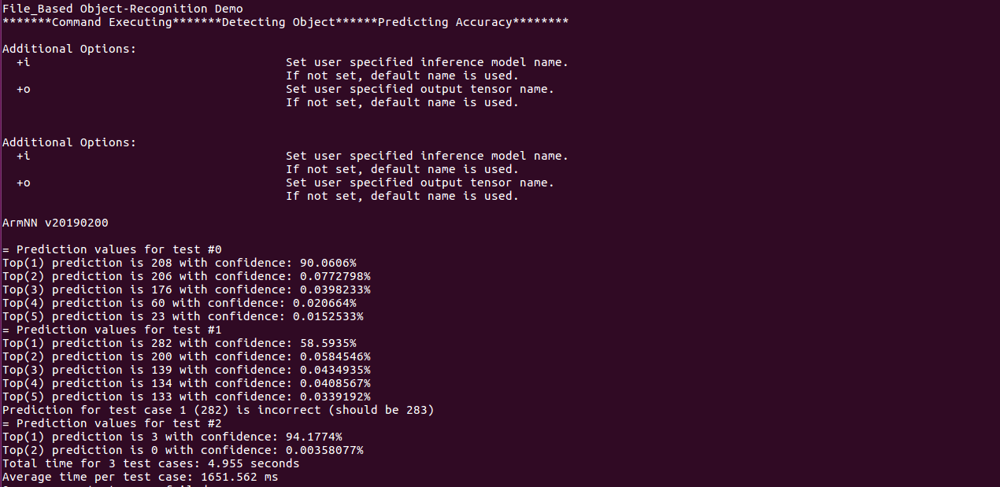 File_Based Object-Recognition Demo
*******Command Executing*******Detecting Object******Predicting Accuracy********
Additional Options:
+i Set user specified inference model name.
If not set, default name is used.
+o Set user specified output tensor name.
If not set, default name is used.
Additional Options:
+i Set user specified inference model name.
If not set, default name is used.
+o Set user specified output tensor name.
If not set, default name is used.
ArmNN v20190200
= Prediction values for test #0
Top(1) prediction is 208 with confidence: 90.0606%
Top(2) prediction is 206 with confidence: 0.0772798%
Top(3) prediction is 176 with confidence: 0.0398233%
Top(4) prediction is 60 with confidence: 0.020664%
Top(5) prediction is 23 with confidence: 0.0152533%
= Prediction values for test #1
Top(1) prediction is 282 with confidence: 58.5935%
Top(2) prediction is 200 with confidence: 0.0584546%
Top(3) prediction is 139 with confidence: 0.0434935%
Top(4) prediction is 134 with confidence: 0.0408567%
Top(5) prediction is 133 with confidence: 0.0339192%
Prediction for test case 1 (282) is incorrect (should be 283)
= Prediction values for test #2
Top(1) prediction is 3 with confidence: 94.1774%
Top(2) prediction is 0 with confidence: 0.00358077%
Total time for 3 test cases: 4.955 seconds
Average time per test case: 1651.562 ms